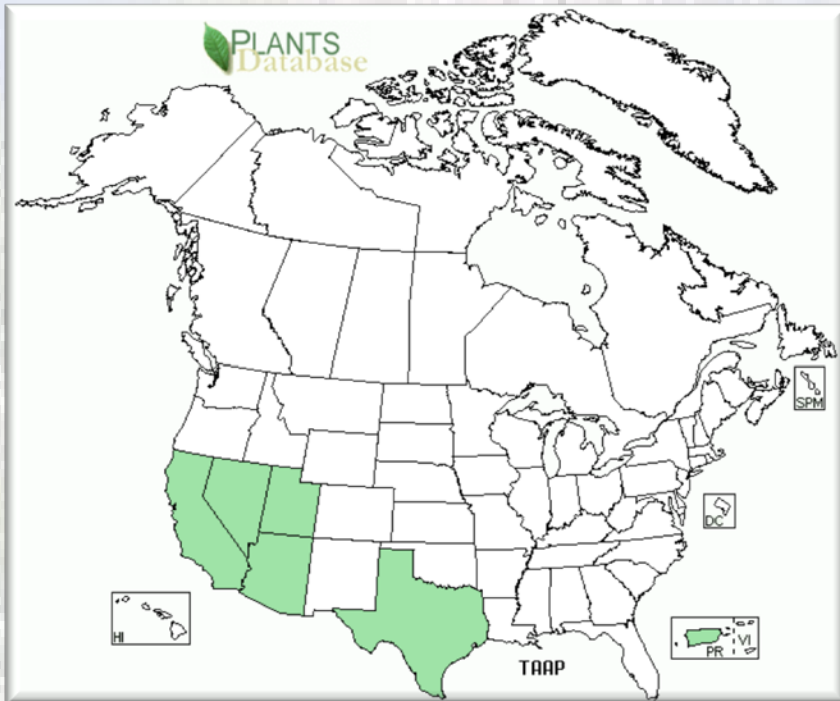 PLANTS
Database
SPM
DC
HI
PR
VI
TAAP